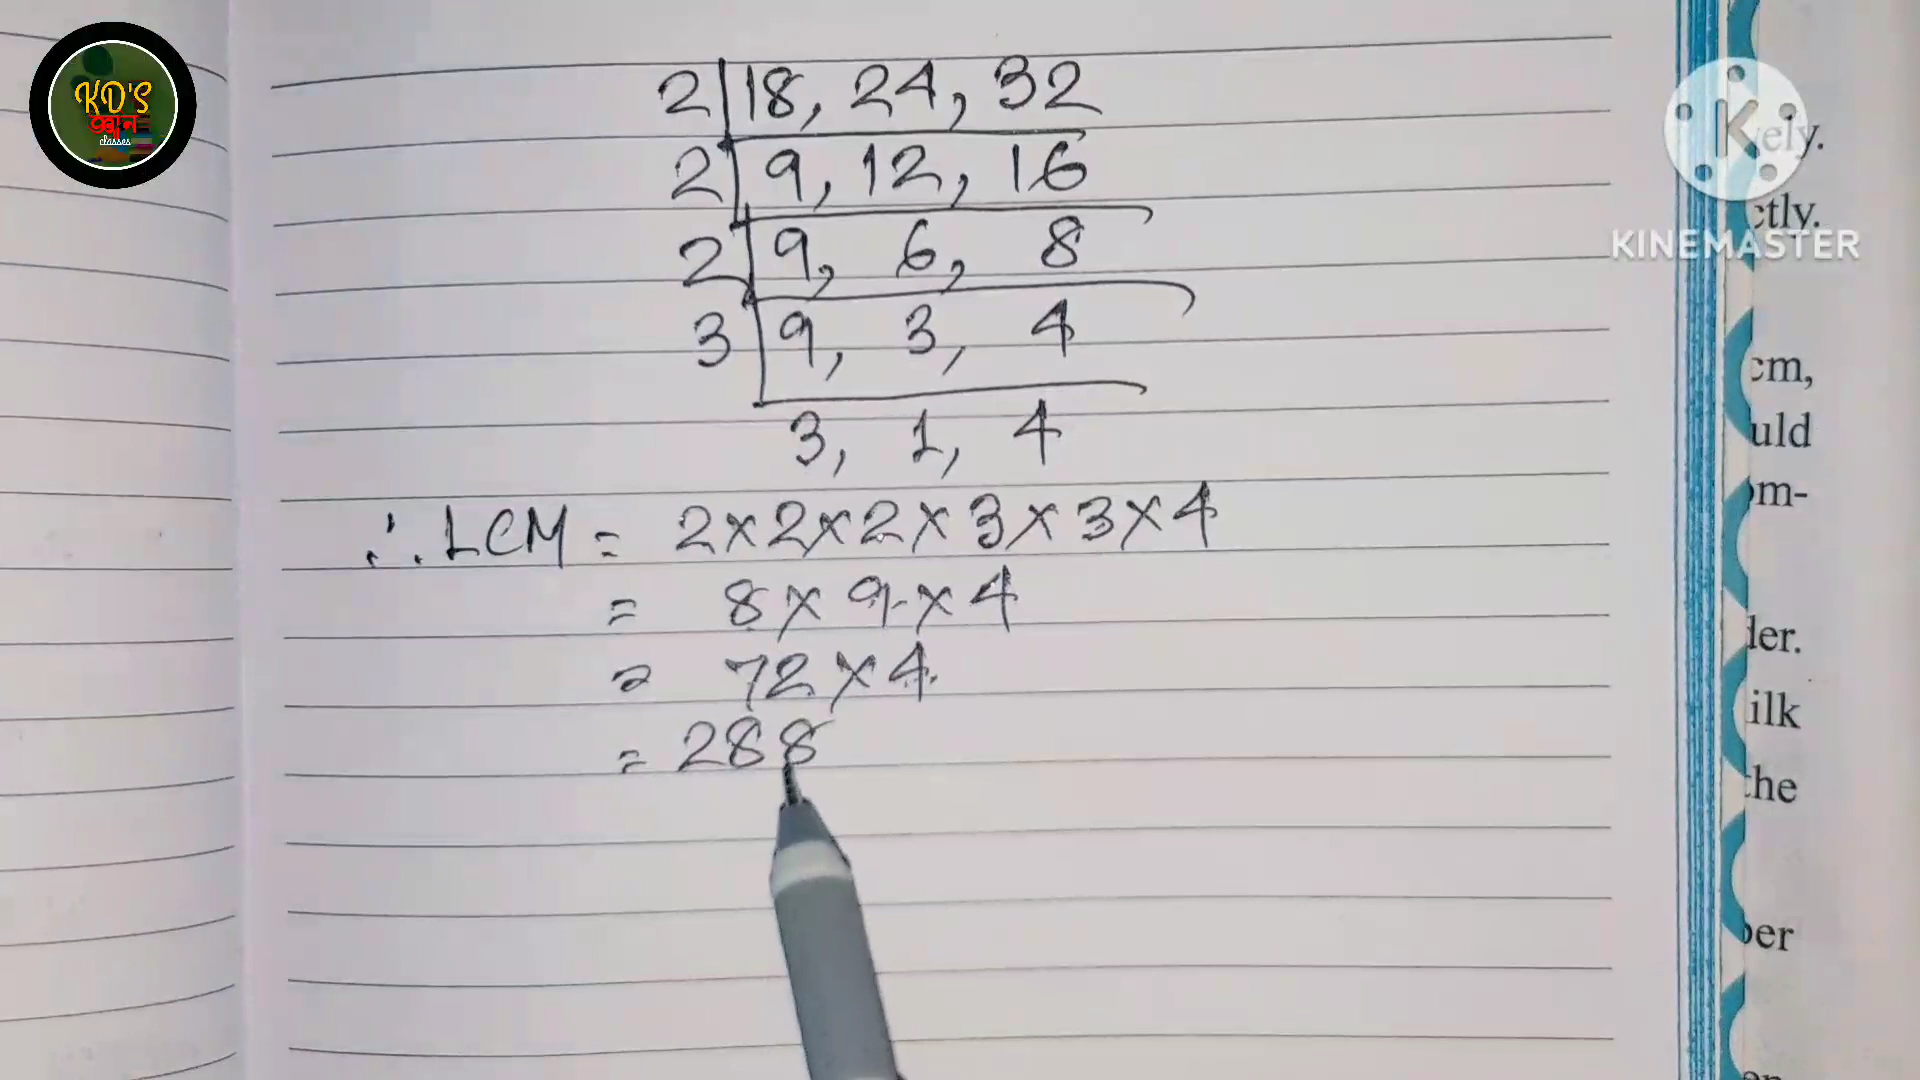 KD'S
জ্ঞান
classes
2|18, 24, 32
2|9, 12, 16
2|9, 6, 8
3|9, 3, 4
3, 1, 4
∴ LCM = 2×2×2×3×3×4
= 8×9×4
= 72×4
= 288
K
KINEMASTER
ely.
ctly.
cm,
uld
om-
der.
ilk
the
per